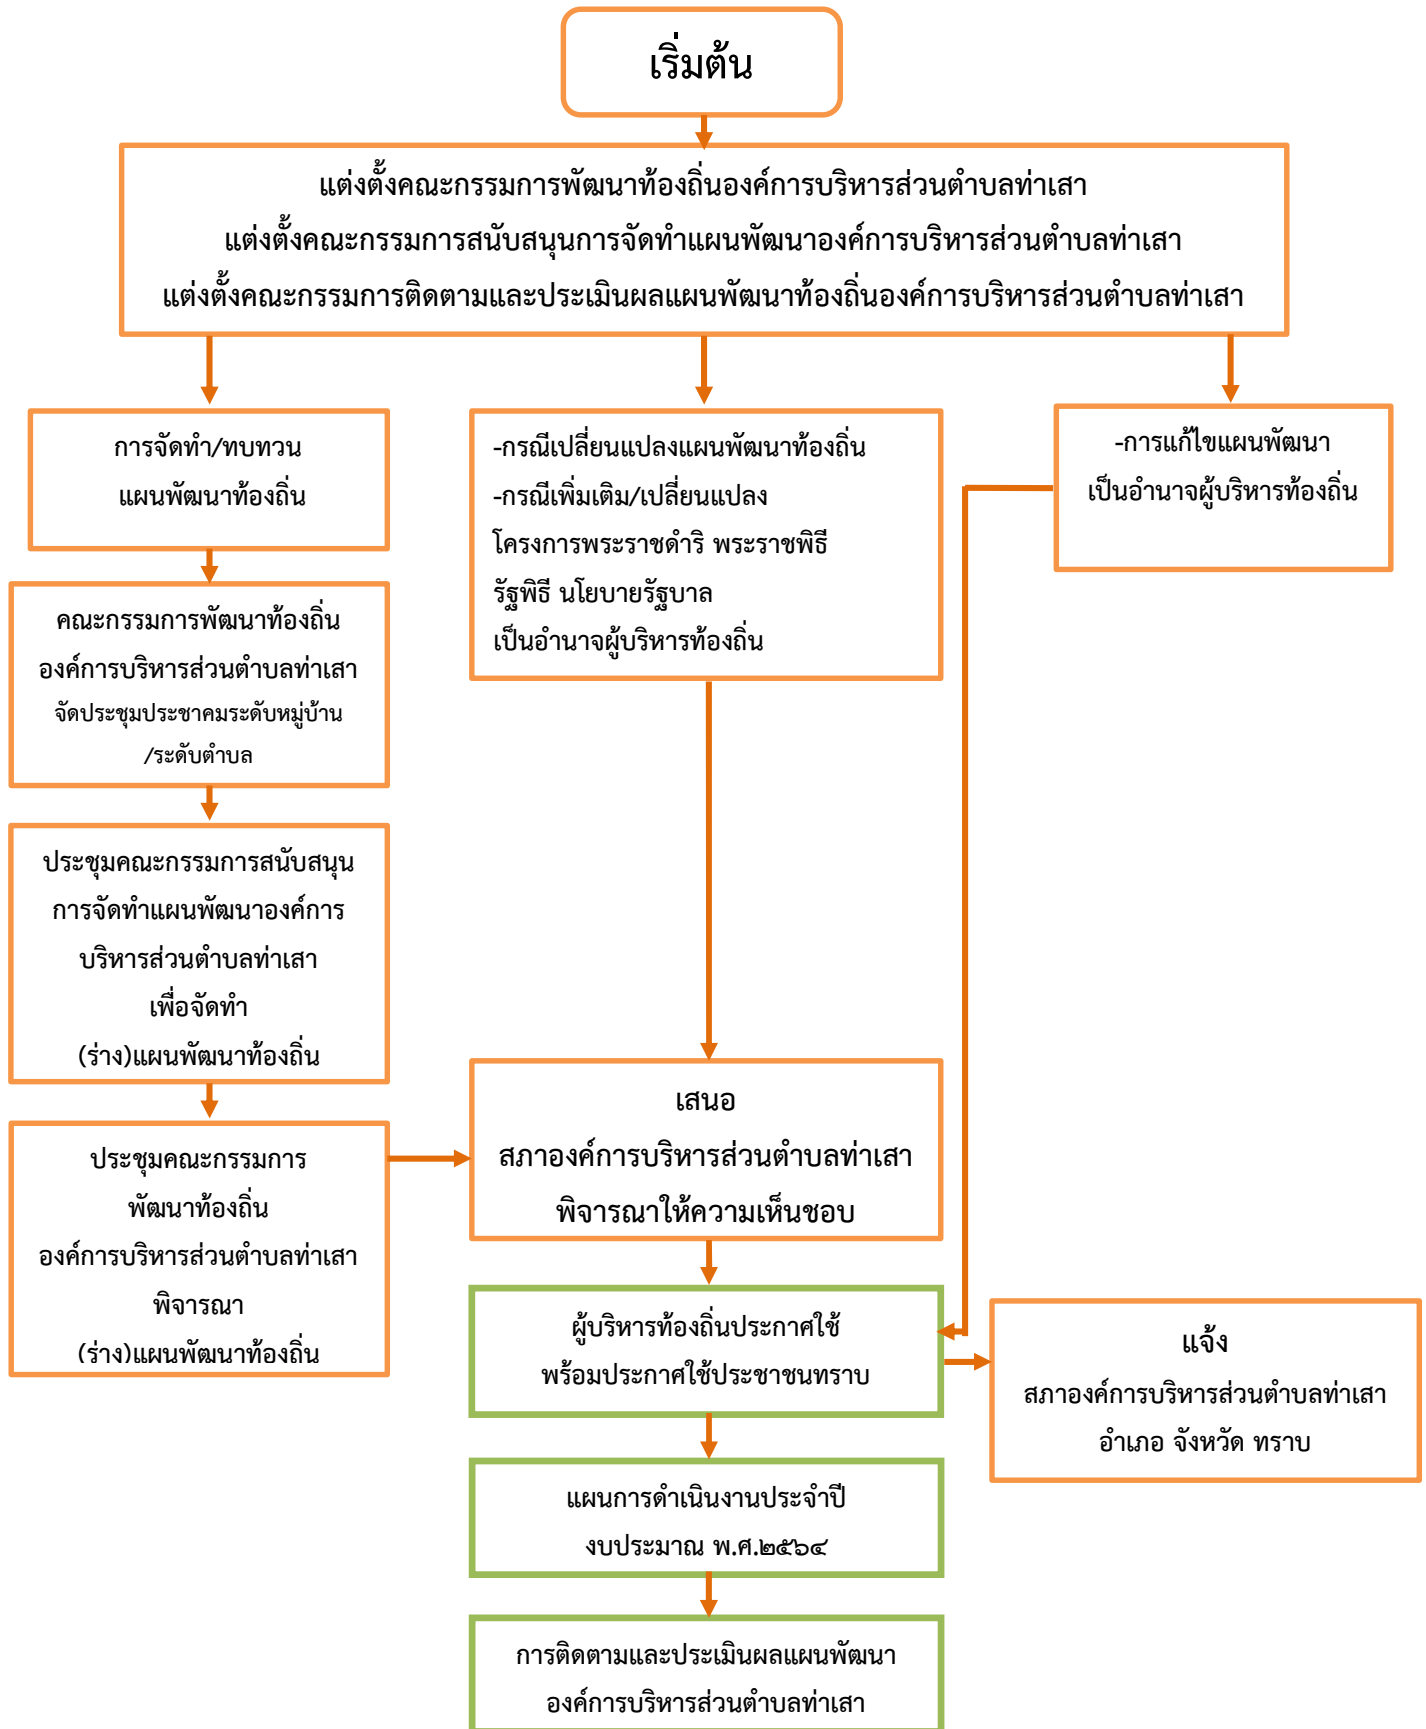 เริ่มต้น
แต่งตั้งคณะกรรมการพัฒนาท้องถิ่นองค์การบริหารส่วนตำบลท่าเสา
แต่งตั้งคณะกรรมการสนับสนุนการจัดทำแผนพัฒนาองค์การบริหารส่วนตำบลท่าเสา
แต่งตั้งคณะกรรมการติดตามและประเมินผลแผนพัฒนาท้องถิ่นองค์การบริหารส่วนตำบลท่าเสา
การจัดทำ/ทบทวน
แผนพัฒนาท้องถิ่น
-กรณีเปลี่ยนแปลงแผนพัฒนาท้องถิ่น
-กรณีเพิ่มเติม/เปลี่ยนแปลง
โครงการพระราชดำริ พระราชพิธี
รัฐพิธี นโยบายรัฐบาล
เป็นอำนาจผู้บริหารท้องถิ่น
-การแก้ไขแผนพัฒนา
เป็นอำนาจผู้บริหารท้องถิ่น
คณะกรรมการพัฒนาท้องถิ่น
องค์การบริหารส่วนตำบลท่าเสา
จัดประชุมประชาคมระดับหมู่บ้าน
/ระดับตำบล
ประชุมคณะกรรมการสนับสนุน
การจัดทำแผนพัฒนาองค์การ
บริหารส่วนตำบลท่าเสา
เพื่อจัดทำ
(ร่าง)แผนพัฒนาท้องถิ่น
ประชุมคณะกรรมการ
พัฒนาท้องถิ่น
องค์การบริหารส่วนตำบลท่าเสา
พิจารณา
(ร่าง)แผนพัฒนาท้องถิ่น
เสนอ
สภาองค์การบริหารส่วนตำบลท่าเสา
พิจารณาให้ความเห็นชอบ
ผู้บริหารท้องถิ่นประกาศใช้
พร้อมประกาศใช้ประชาชนทราบ
แจ้ง
สภาองค์การบริหารส่วนตำบลท่าเสา
อำเภอ จังหวัด ทราบ
แผนการดำเนินงานประจำปี
งบประมาณ พ.ศ.๒๕๖๔
การติดตามและประเมินผลแผนพัฒนา
องค์การบริหารส่วนตำบลท่าเสา